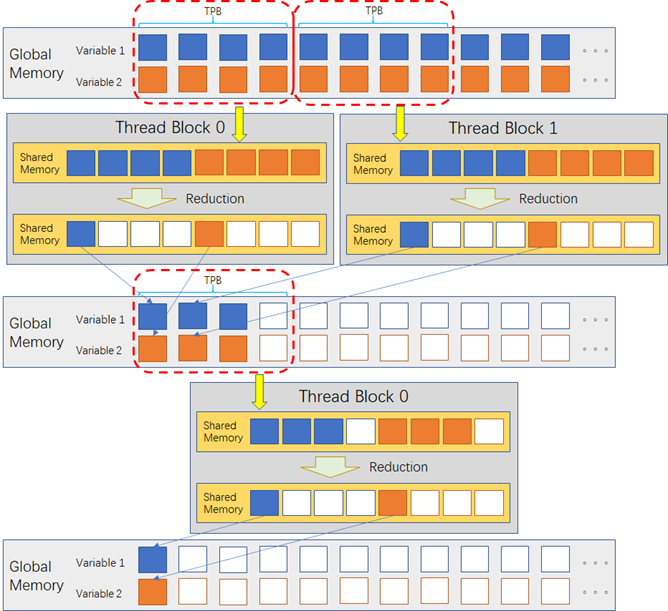 TPB
TPB
Global Memory
Variable 1
Variable 2
Thread Block 0
Shared Memory
Reduction
Shared Memory
Thread Block 1
Shared Memory
Reduction
Shared Memory
TPB
Global Memory
Variable 1
Variable 2
Thread Block 0
Shared Memory
Reduction
Shared Memory
Global Memory
Variable 1
Variable 2